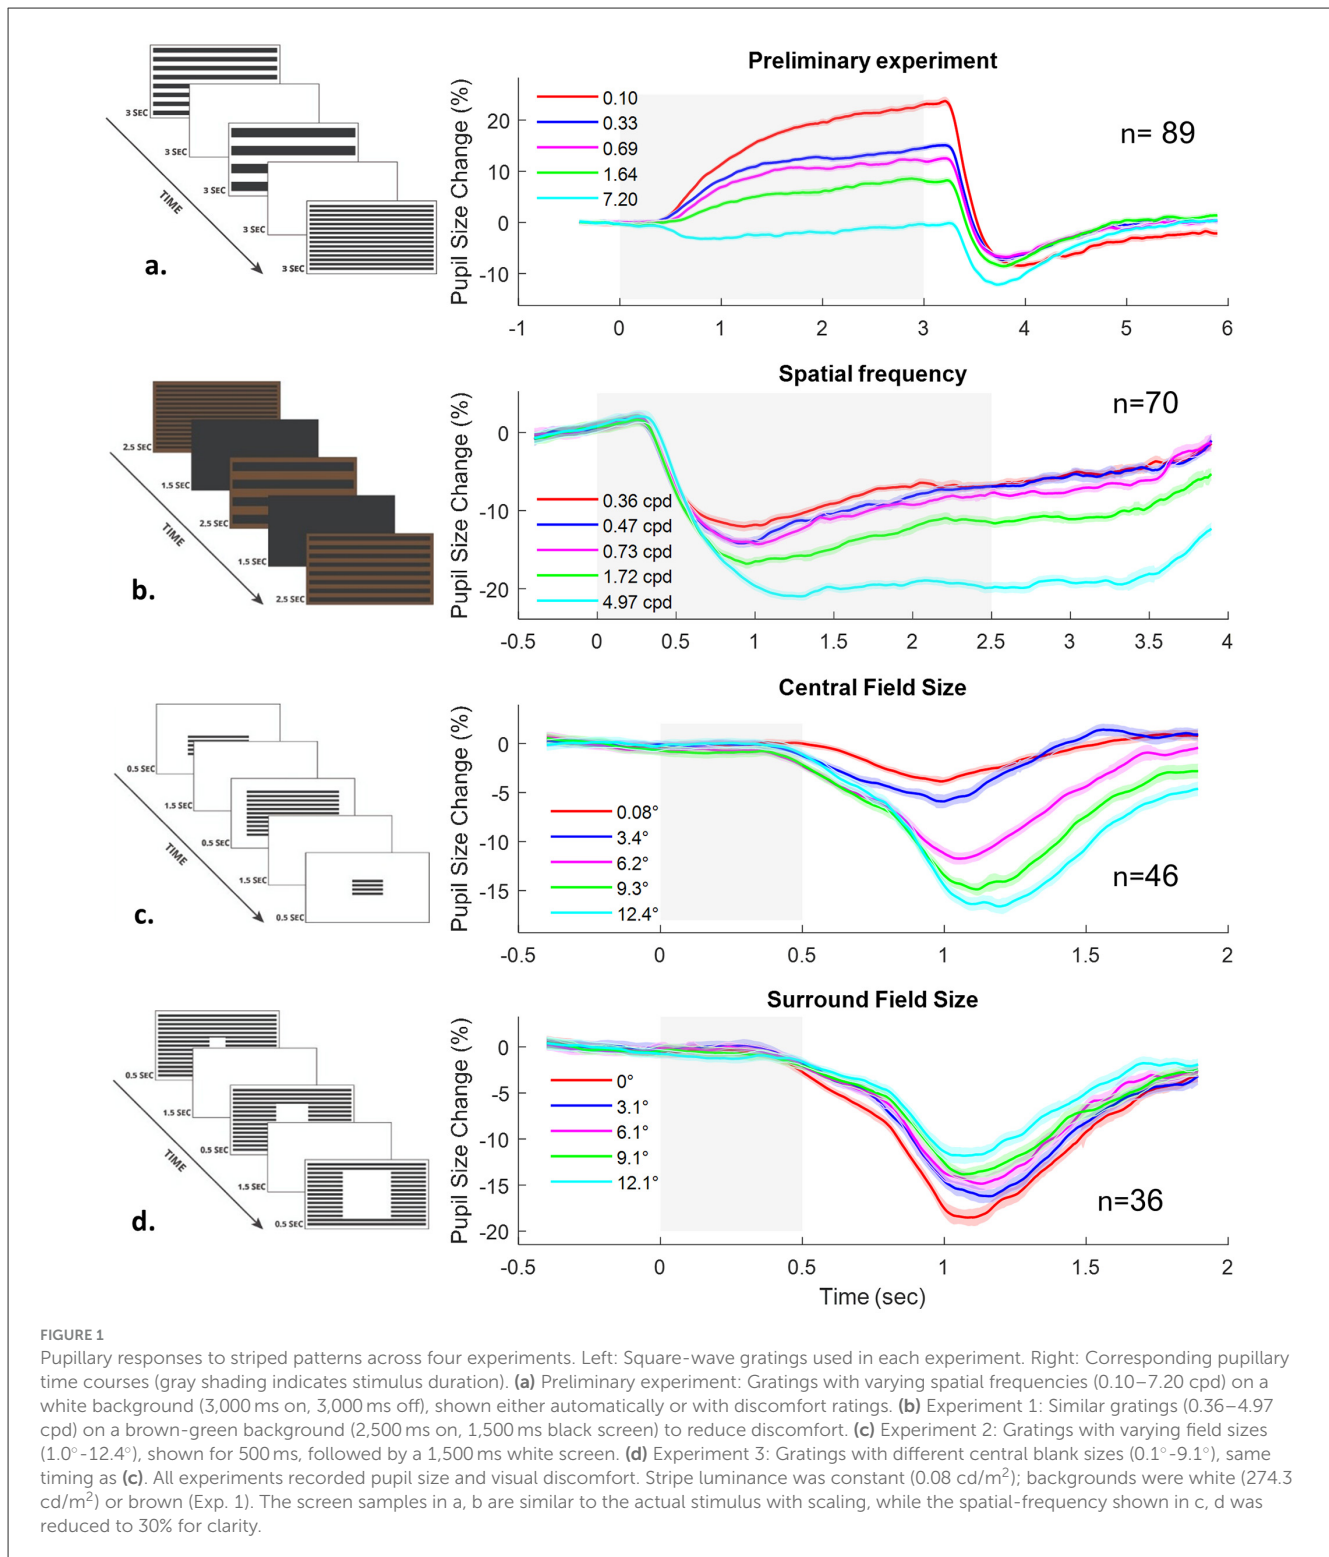 Preliminary experiment
3 SEC
3 SEC
3 SEC
3 SEC
3 SEC
TIME
a.
Pupil Size Change (%)
20
10
0
-10
0.10
0.33
0.69
1.64
7.20
n= 89
-1 0 1 2 3 4 5 6
Spatial frequency
2.5 SEC
1.5 SEC
2.5 SEC
1.5 SEC
2.5 SEC
TIME
b.
Pupil Size Change (%)
0
-10
-20
0.36 cpd
0.47 cpd
0.73 cpd
1.72 cpd
4.97 cpd
n=70
-0.5 0 0.5 1 1.5 2 2.5 3 3.5 4
Central Field Size
0.5 SEC
1.5 SEC
0.5 SEC
1.5 SEC
0.5 SEC
TIME
c.
Pupil Size Change (%)
0
-5
-10
-15
0.08°
3.4°
6.2°
9.3°
12.4°
n=46
-0.5 0 0.5 1 1.5 2
Surround Field Size
0.5 SEC
1.5 SEC
0.5 SEC
1.5 SEC
0.5 SEC
TIME
d.
Pupil Size Change (%)
0
-5
-10
-15
-20
0°
3.1°
6.1°
9.1°
12.1°
n=36
-0.5 0 0.5 1 1.5 2
Time (sec)
FIGURE 1
Pupillary responses to striped patterns across four experiments. Left: Square-wave gratings used in each experiment. Right: Corresponding pupillary
time courses (gray shading indicates stimulus duration). (a) Preliminary experiment: Gratings with varying spatial frequencies (0.10–7.20 cpd) on a
white background (3,000 ms on, 3,000 ms off), shown either automatically or with discomfort ratings. (b) Experiment 1: Similar gratings (0.36–4.97
cpd) on a brown-green background (2,500 ms on, 1,500 ms black screen) to reduce discomfort. (c) Experiment 2: Gratings with varying field sizes
(1.0°-12.4°), shown for 500 ms, followed by a 1,500 ms white screen. (d) Experiment 3: Gratings with different central blank sizes (0.1°-9.1°), same
timing as (c). All experiments recorded pupil size and visual discomfort. Stripe luminance was constant (0.08 cd/m²); backgrounds were white (274.3
cd/m²) or brown (Exp. 1). The screen samples in a, b are similar to the actual stimulus with scaling, while the spatial-frequency shown in c, d was
reduced to 30% for clarity.